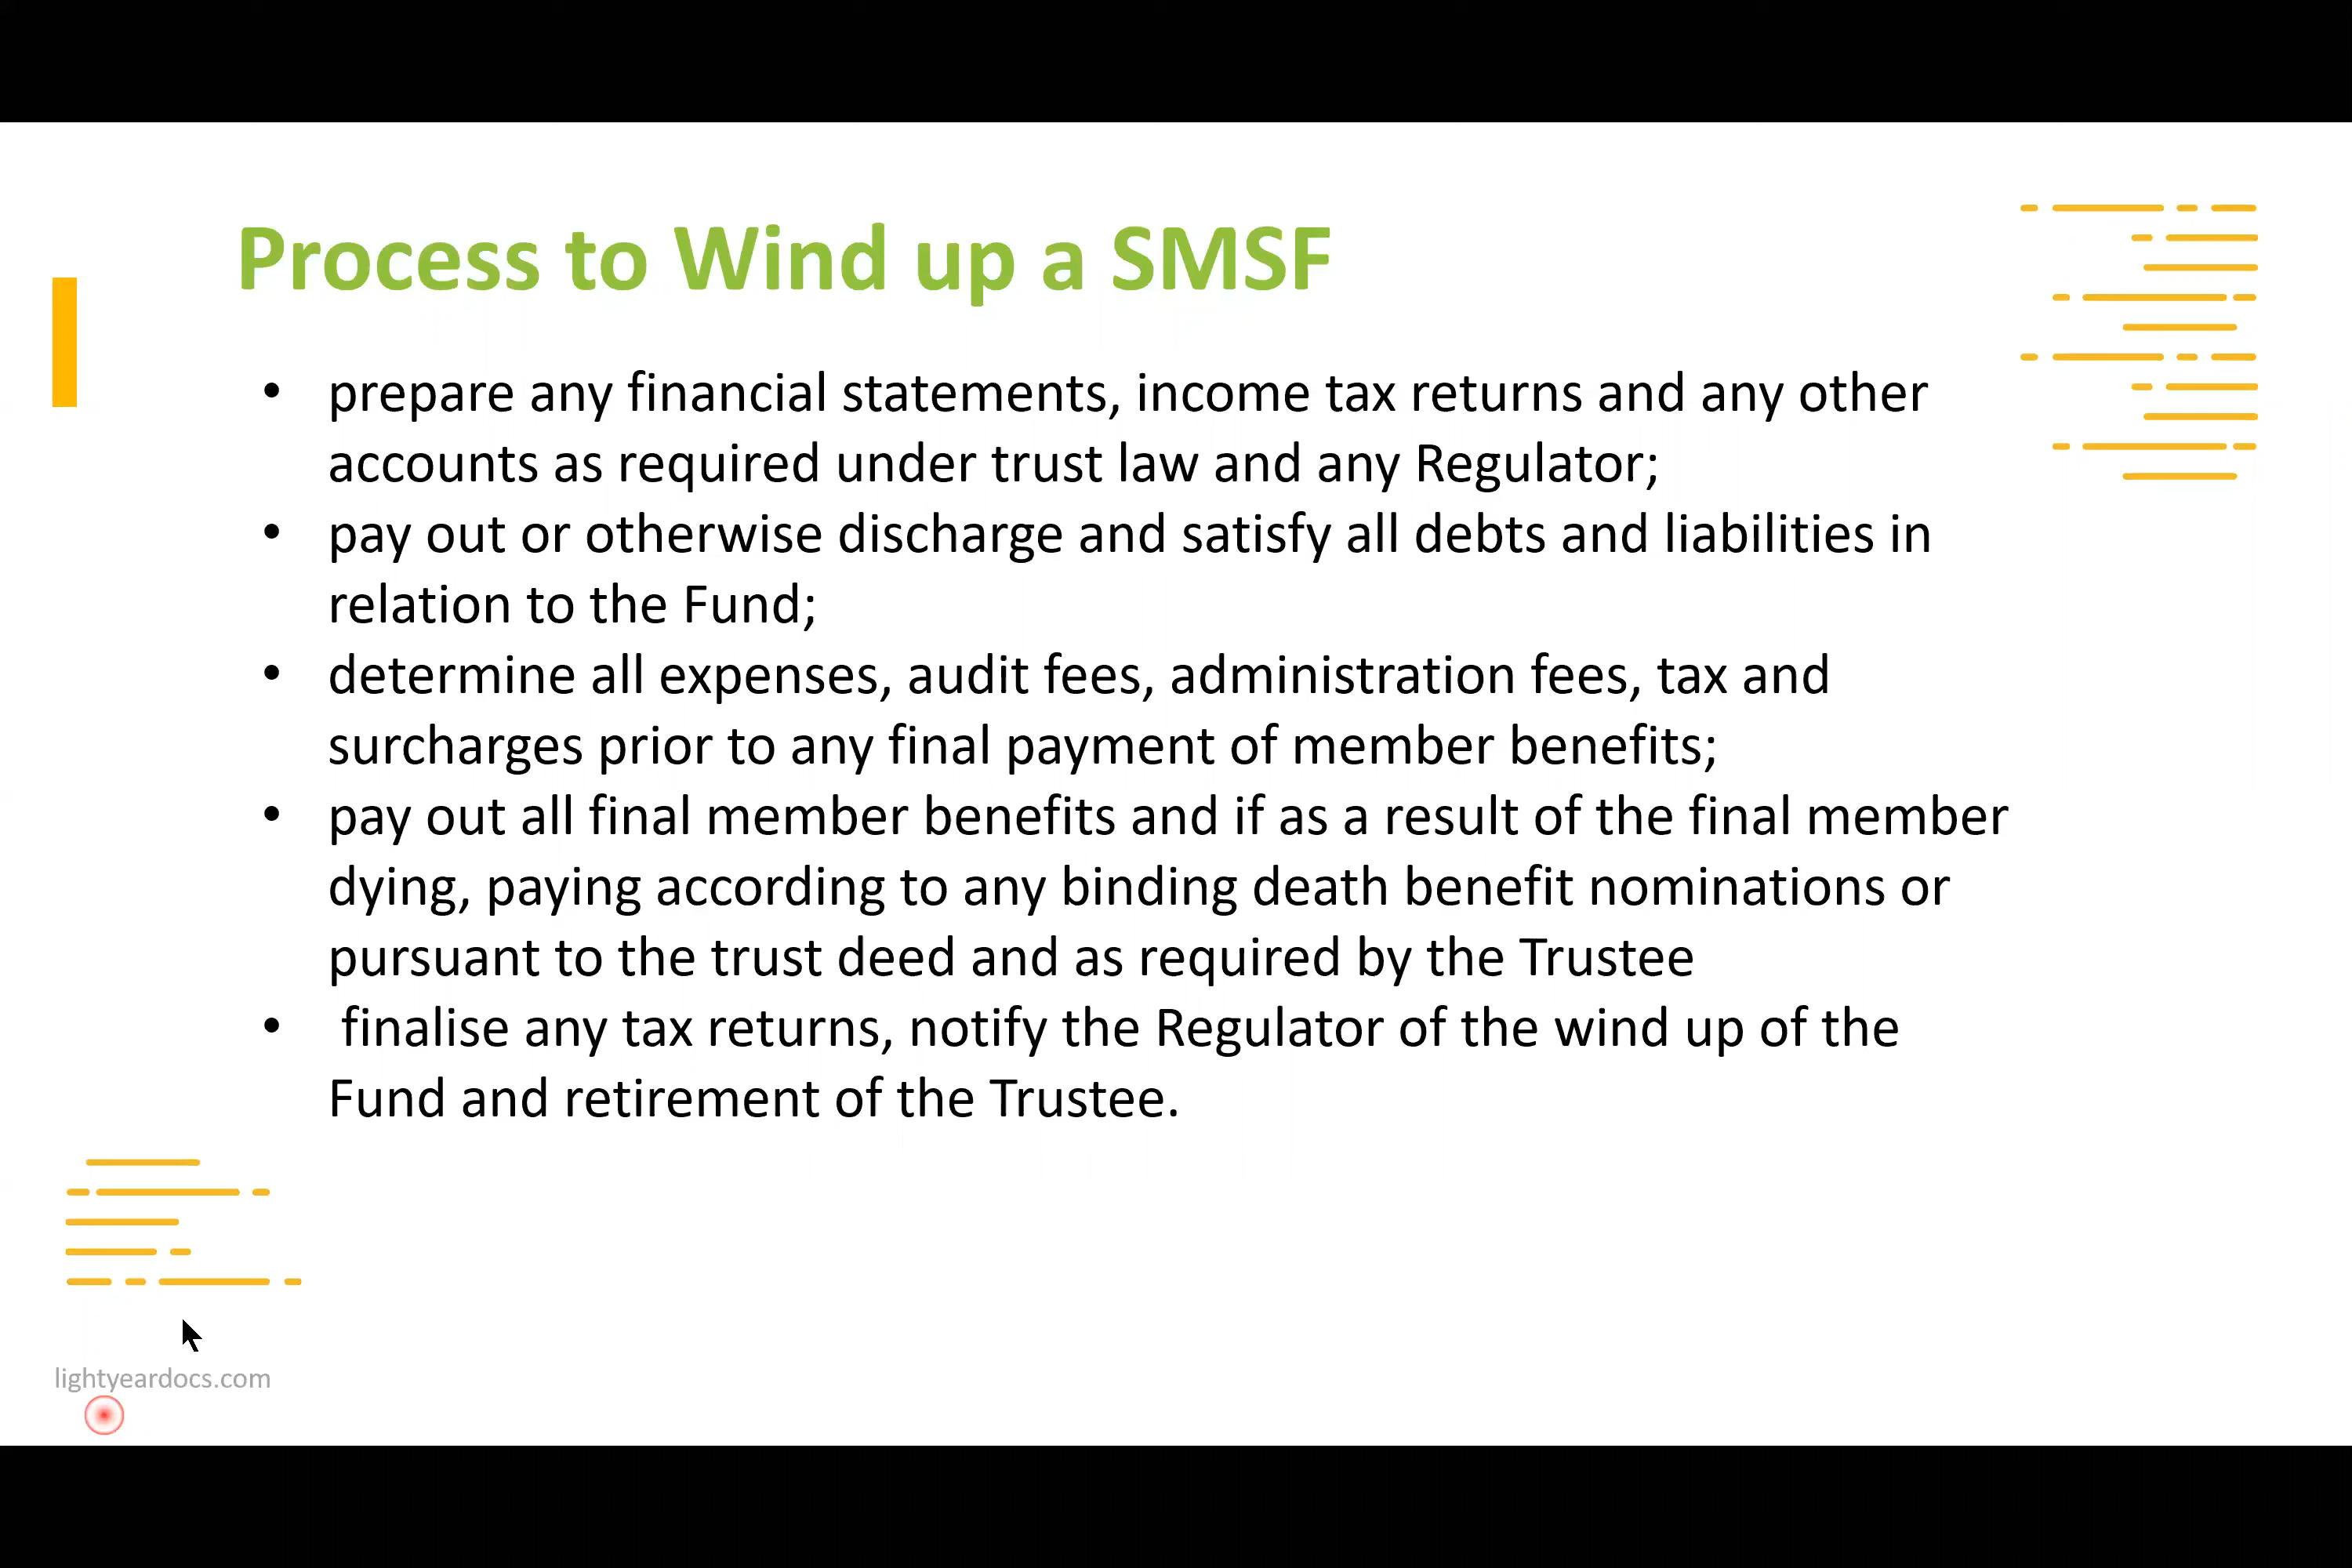 Process to Wind up a SMSF
• prepare any financial statements, income tax returns and any other
accounts as required under trust law and any Regulator;
• pay out or otherwise discharge and satisfy all debts and liabilities in
relation to the Fund;
• determine all expenses, audit fees, administration fees, tax and
surcharges prior to any final payment of member benefits;
• pay out all final member benefits and if as a result of the final member
dying, paying according to any binding death benefit nominations or
pursuant to the trust deed and as required by the Trustee
• finalise any tax returns, notify the Regulator of the wind up of the
Fund and retirement of the Trustee.
lightyeardocs.com